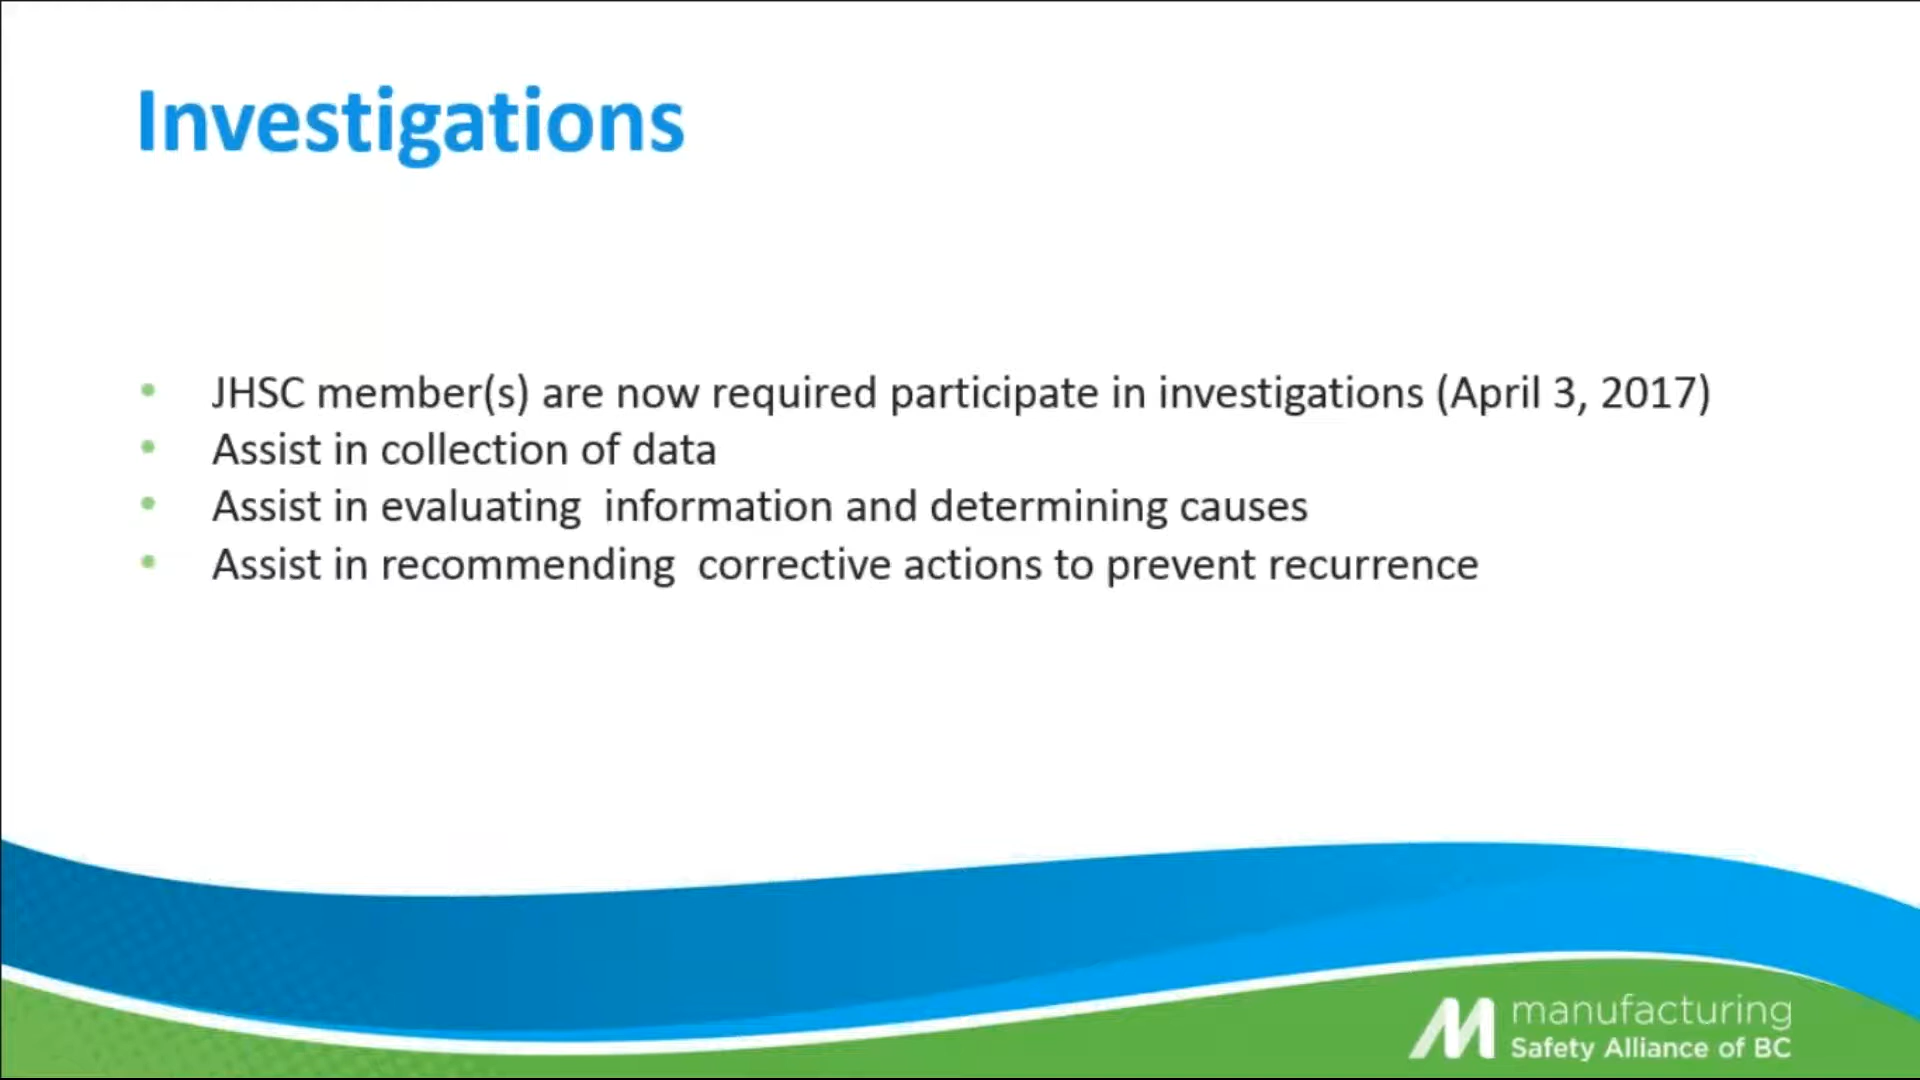 Investigations
• JHSC member(s) are now required participate in investigations (April 3, 2017)
• Assist in collection of data
• Assist in evaluating  information and determining causes
• Assist in recommending  corrective actions to prevent recurrence
manufacturing
Safety Alliance of BC